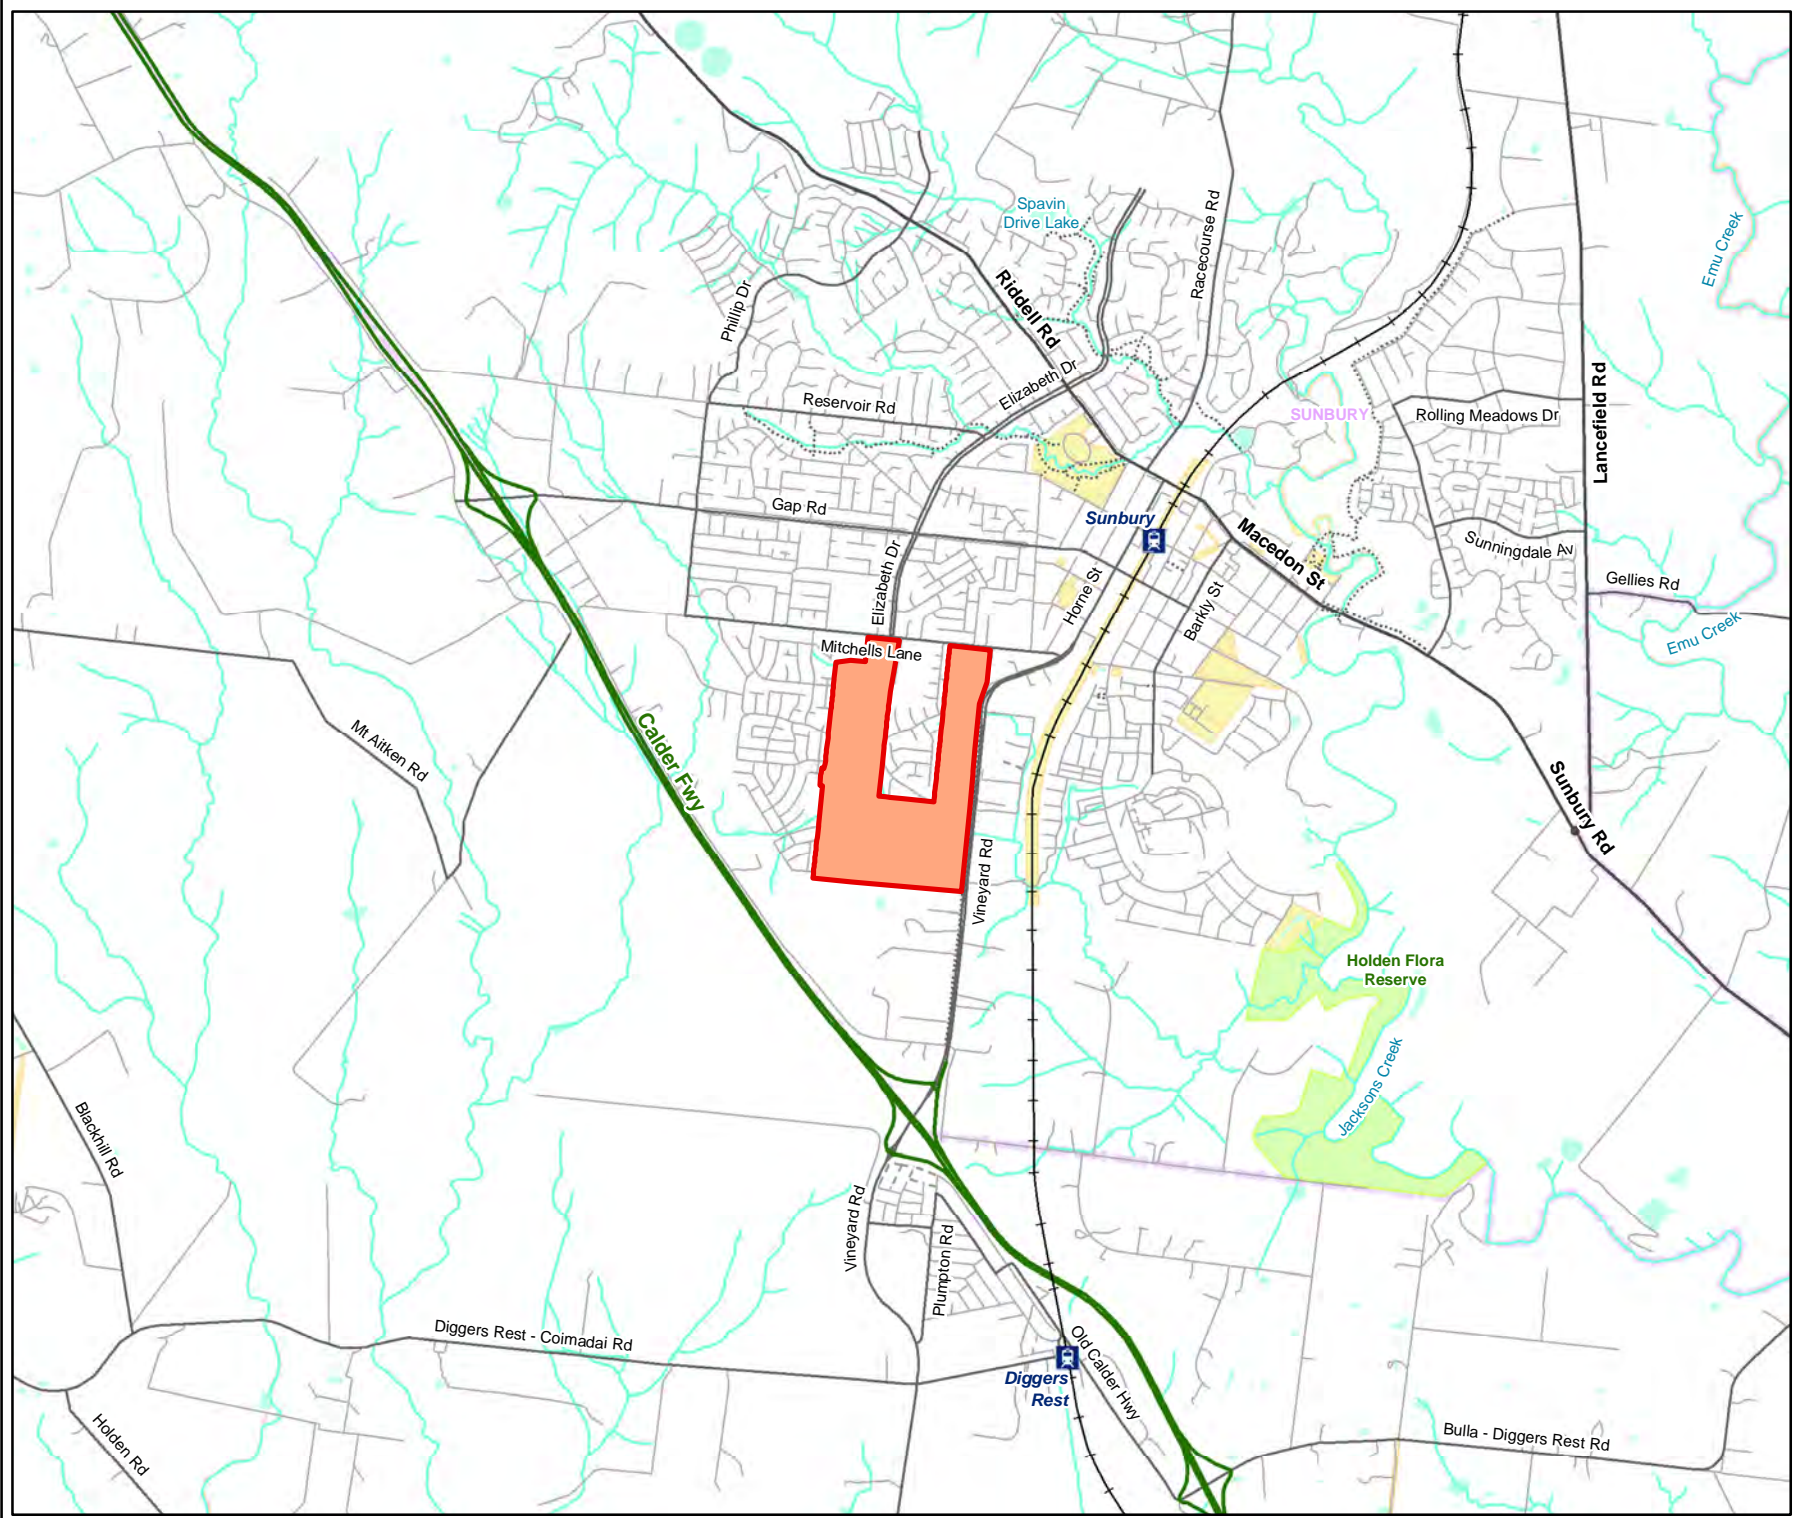 Spavin
Drive Lake
Racecourse Rd
Emu Creek
Phillip Dr
Riddell Rd
Elizabeth Dr
Reservoir Rd
SUNBURY
Rolling Meadows Dr
Lancefield Rd
Gap Rd
Sunbury
Macedon St
Sunningdale Av
Elizabeth Dr
Horne St
Barkly St
Gellies Rd
Emu Creek
Mitchells Lane
Mt Aitken Rd
Calder Fwy
Sunbury Rd
Vineyard Rd
Holden Flora
Reserve
Jacksons Creek
Blackhill Rd
Vineyard Rd
Plumpton Rd
Diggers Rest - Coimadai Rd
Old Calder Hwy
Diggers
Rest
Holden Rd
Bulla - Diggers Rest Rd